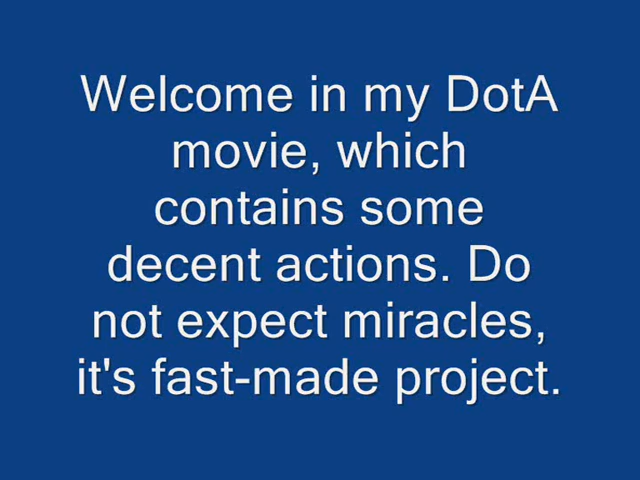 Welcome in my DotA
movie, which
contains some
decent actions. Do
not expect miracles,
it's fast-made project.